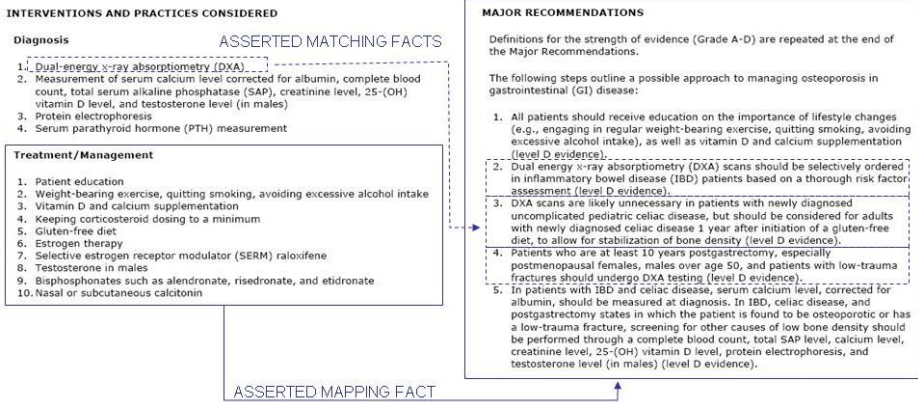 INTERVENTIONS AND PRACTICES CONSIDERED
Diagnosis
ASSERTED MATCHING FACTS
1. Dual-energy x-ray absorptiometry (DXA)
2. Measurement of serum calcium level corrected for albumin, complete blood
count, total serum alkaline phosphatase (SAP), creatinine level, 25-(OH)
vitamin D level, and testosterone level (in males)
3. Protein electrophoresis
4. Serum parathyroid hormone (PTH) measurement
Treatment/Management
1. Patient education
2. Weight-bearing exercise, quitting smoking, avoiding excessive alcohol intake
3. Vitamin D and calcium supplementation
4. Keeping corticosteroid dosing to a minimum
5. Gluten-free diet
6. Estrogen therapy
7. Selective estrogen receptor modulator (SERM) raloxifene
8. Testosterone in males
9. Bisphosphonates such as alendronate, risedronate, and etidronate
10. Nasal or subcutaneous calcitonin
ASSERTED MAPPING FACT
MAJOR RECOMMENDATIONS
Definitions for the strength of evidence (Grade A-D) are repeated at the end of
the Major Recommendations.
The following steps outline a possible approach to managing osteoporosis in
gastrointestinal (GI) disease:
1. All patients should receive education on the importance of lifestyle changes
(e.g., engaging in regular weight-bearing exercise, quitting smoking, avoiding
excessive alcohol intake), as well as vitamin D and calcium supplementation
(level D evidence).
2. Dual energy x-ray absorptiometry (DXA) scans should be selectively ordered
in inflammatory bowel disease (IBD) patients based on a thorough risk factor
assessment (level D evidence).
3. DXA scans are likely unnecessary in patients with newly diagnosed
uncomplicated pediatric celiac disease, but should be considered for adults
with newly diagnosed celiac disease 1 year after initiation of a gluten-free
diet, to allow for stabilization of bone density (level D evidence).
4. Patients who are at least 10 years postgastrectomy, especially
postmenopausal females, males over age 50, and patients with low-trauma
fractures should undergo DXA testing (level D evidence).
5. In patients with IBD and celiac disease, serum calcium level, corrected for
albumin, should be measured at diagnosis. In IBD, celiac disease, and
postgastrectomy states in which the patient is found to be osteoporotic or has
a low-trauma fracture, screening for other causes of low bone density should
be performed through a complete blood count, total SAP level, calcium level,
creatinine level, 25-(OH) vitamin D level, protein electrophoresis, and
testosterone level (in males) (level D evidence).